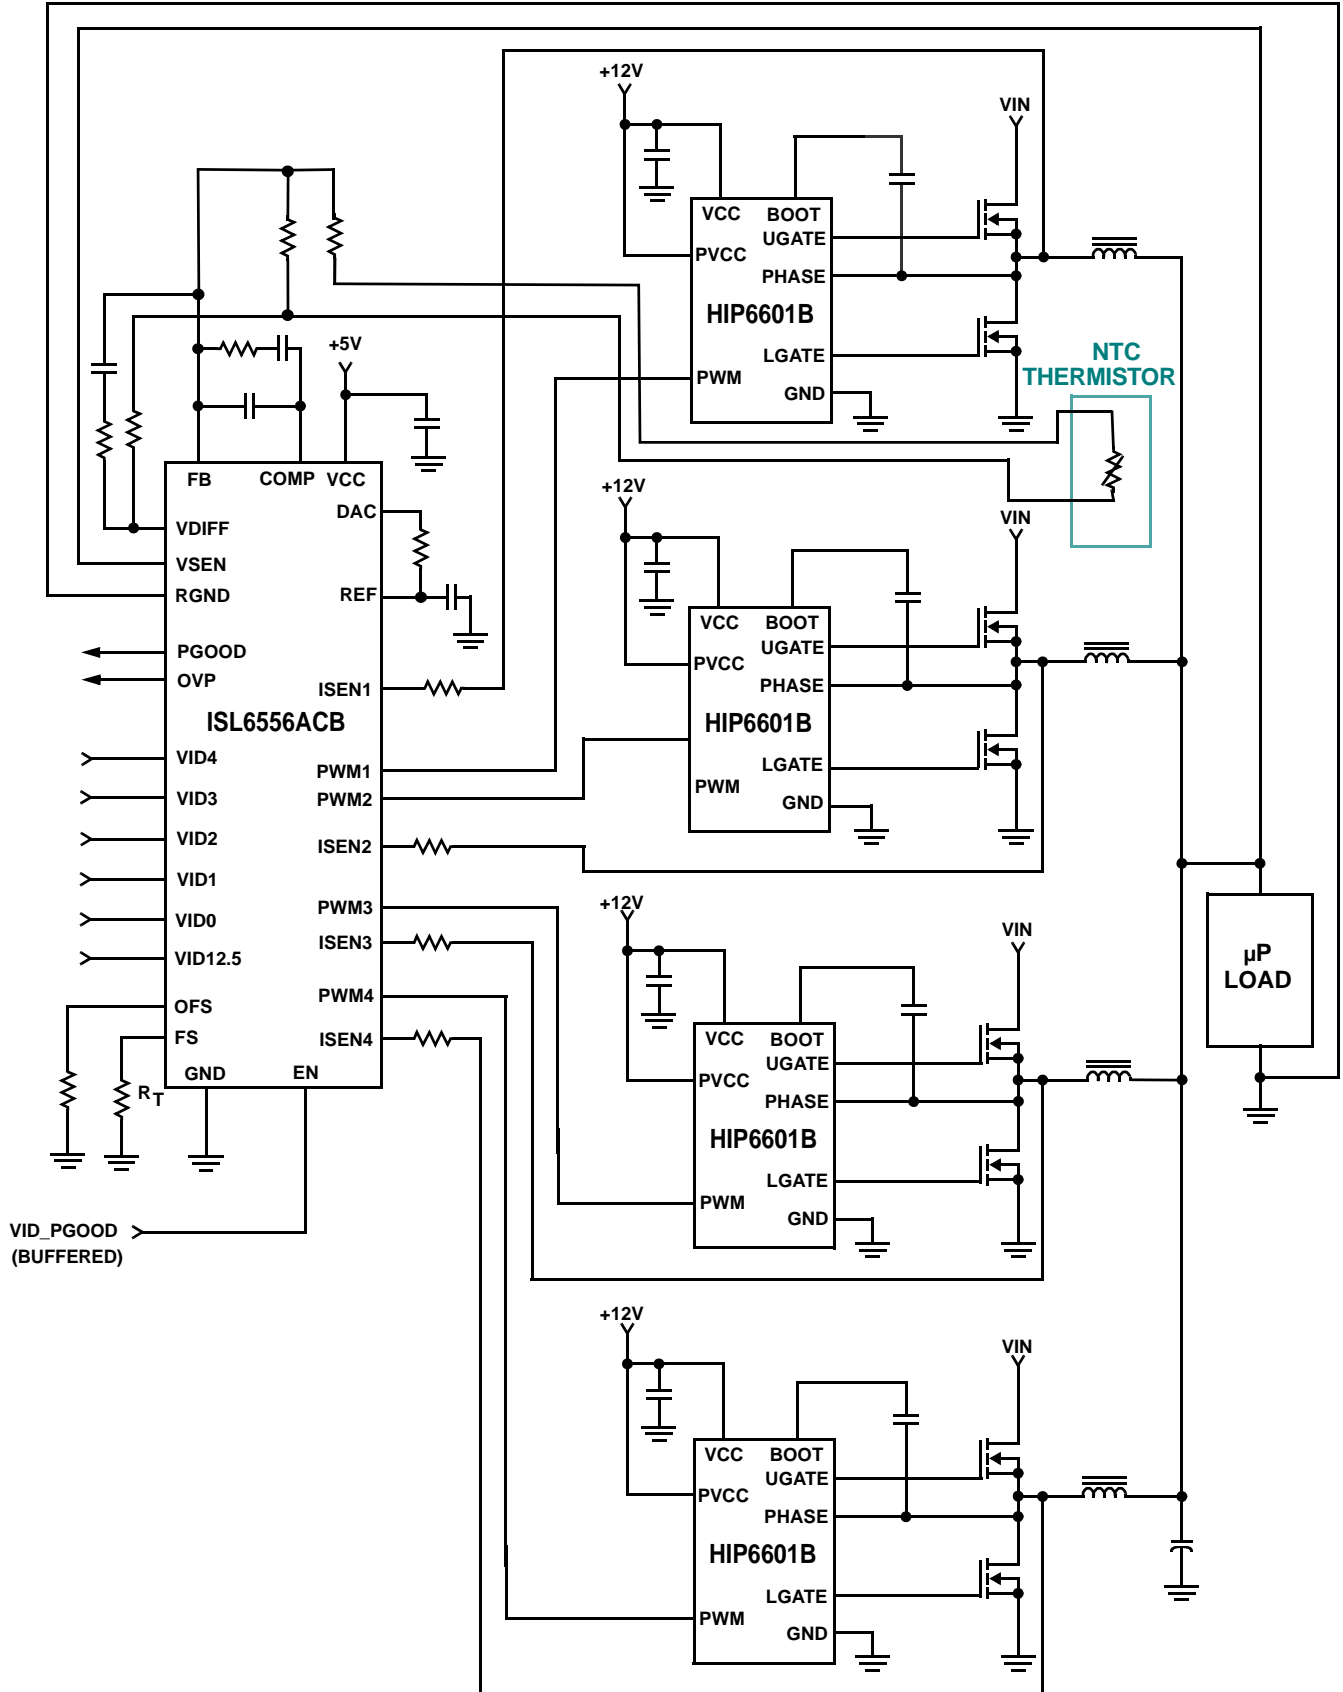 +12V
VIN
VCC
BOOT
UGATE
PVCC
PHASE
HIP6601B
LGATE
PWM
GND
NTC
THERMISTOR
+5V
FB
COMP
VCC
DAC
VDIFF
VSEN
RGND
REF
PGOOD
OVP
ISEN1
ISL6556ACB
VID4
PWM1
VID3
PWM2
VID2
ISEN2
VID1
PWM3
VID0
ISEN3
VID12.5
PWM4
OFS
FS
ISEN4
GND
EN
RT
VID_PGOOD
(BUFFERED)
+12V
VIN
VCC
BOOT
UGATE
PVCC
PHASE
HIP6601B
LGATE
PWM
GND
+12V
VIN
VCC
BOOT
UGATE
PVCC
PHASE
HIP6601B
LGATE
PWM
GND
µP
LOAD
+12V
VIN
VCC
BOOT
UGATE
PVCC
PHASE
HIP6601B
LGATE
PWM
GND